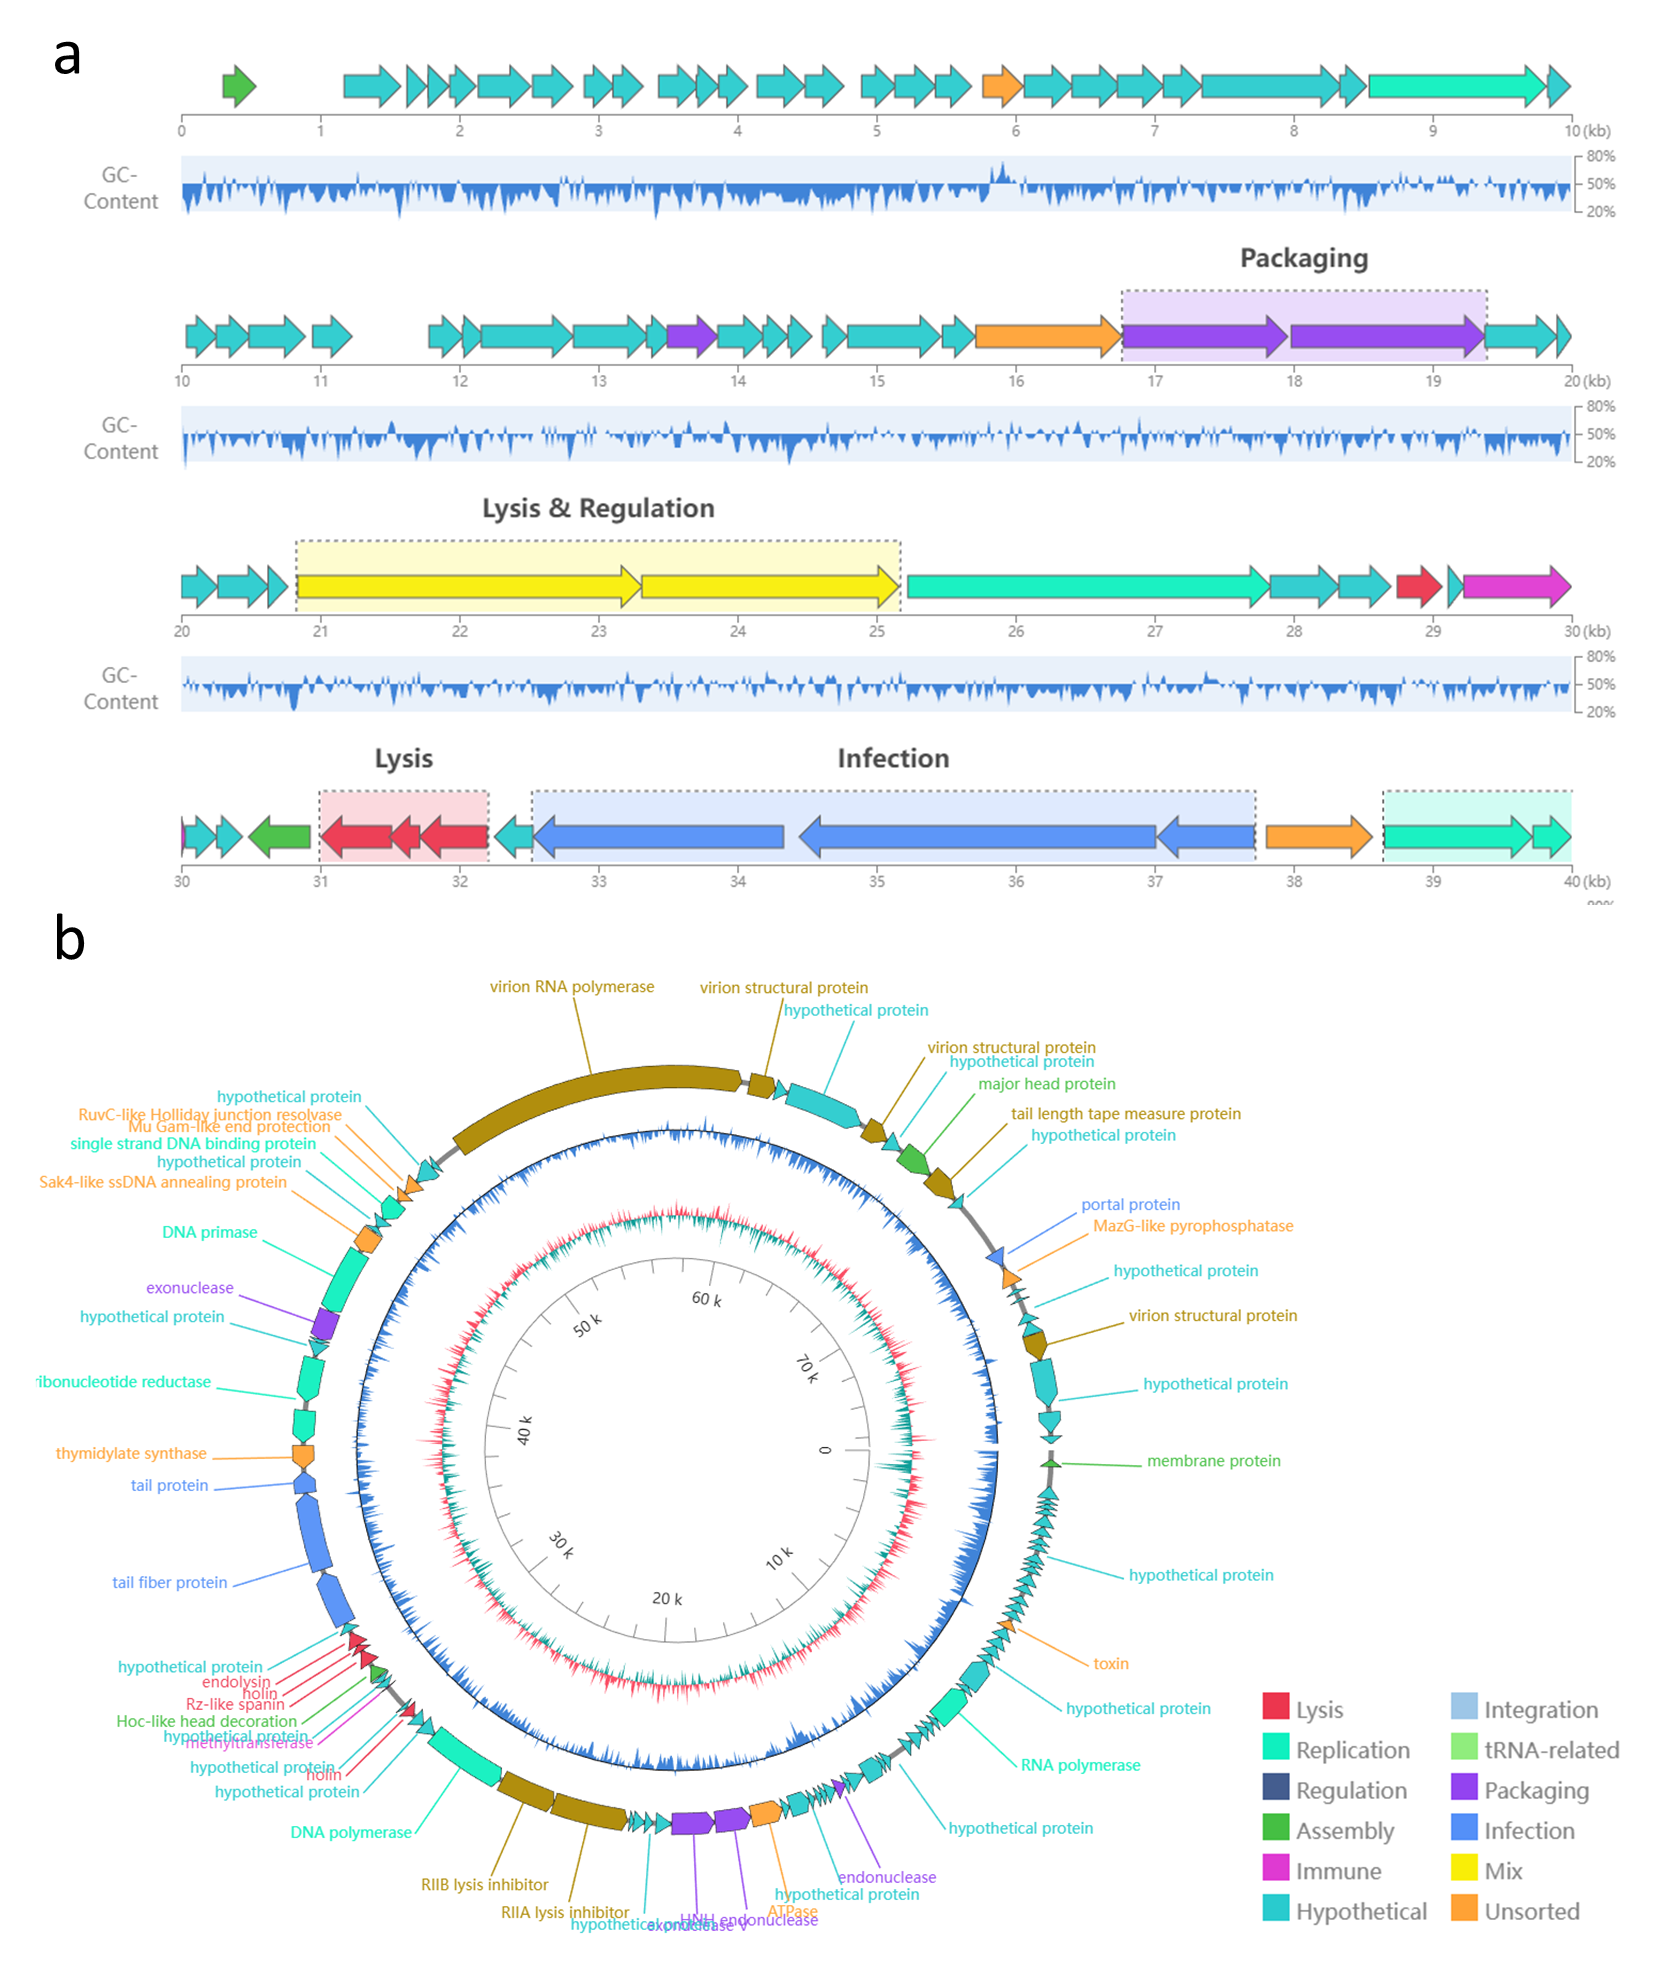 a
0 1 2 3 4 5 6 7 8 9 10 (kb)
GC-Content
80%
50%
20%
Packaging
10 11 12 13 14 15 16 17 18 19 20 (kb)
GC-Content
80%
50%
20%
Lysis & Regulation
20 21 22 23 24 25 26 27 28 29 30 (kb)
GC-Content
80%
50%
20%
Lysis Infection
30 31 32 33 34 35 36 37 38 39 40 (kb)
b
virion RNA polymerase
virion structural protein
hypothetical protein
virion structural protein
hypothetical protein
major head protein
tail length tape measure protein
hypothetical protein
portal protein
MazG-like pyrophosphatase
hypothetical protein
virion structural protein
hypothetical protein
membrane protein
hypothetical protein
toxin
hypothetical protein
RNA polymerase
hypothetical protein
endonuclease
hypothetical protein
ATPase
HNH endonuclease
exonuclease V
hypothetical protein
RIIA lysis inhibitor
RIIB lysis inhibitor
DNA polymerase
hypothetical protein
holin
hypothetical protein
methyltransferase
hypothetical protein
Hoc-like head decoration
Rz-like spanin
holin
endolysin
hypothetical protein
tail fiber protein
tail protein
thymidylate synthase
ribonucleotide reductase
hypothetical protein
exonuclease
DNA primase
Sak4-like ssDNA annealing protein
hypothetical protein
single strand DNA binding protein
Mu Gam-like end protection
RuvC-like Holliday junction resolvase
hypothetical protein
0
10 k
20 k
30 k
40 k
50 k
60 k
70 k
Lysis
Replication
Regulation
Assembly
Immune
Hypothetical
Integration
tRNA-related
Packaging
Infection
Mix
Unsorted